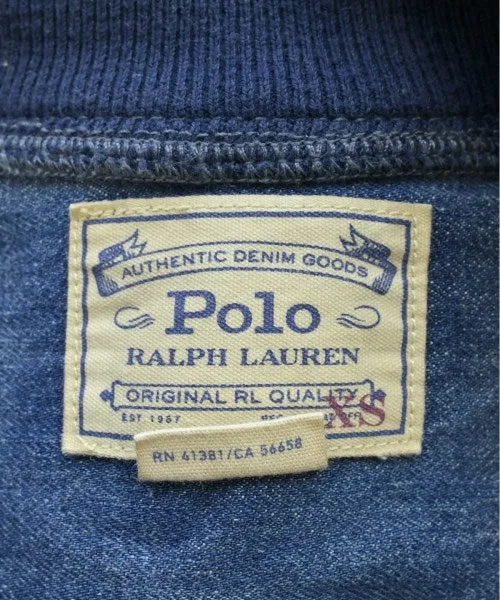 AUTHENTIC DENIM GOODS
Polo
RALPH LAUREN
ORIGINAL RL QUALITY
EST 1967
XS
RN 41381/CA 56658